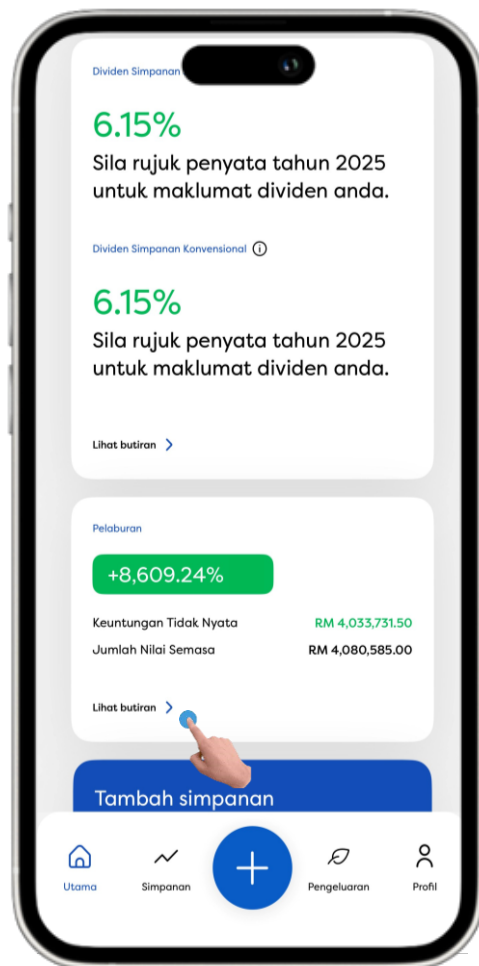 Dividen Simpanan
6.15%
Sila rujuk penyata tahun 2025
untuk maklumat dividen anda.
Dividen Simpanan Konvensional
6.15%
Sila rujuk penyata tahun 2025
untuk maklumat dividen anda.
Lihat butiran
Pelaburan
+8,609.24%
Keuntungan Tidak Nyata RM 4,033,731.50
Jumlah Nilai Semasa RM 4,080,585.00
Lihat butiran
Tambah simpanan
Utama Simpanan Pengeluaran Profil